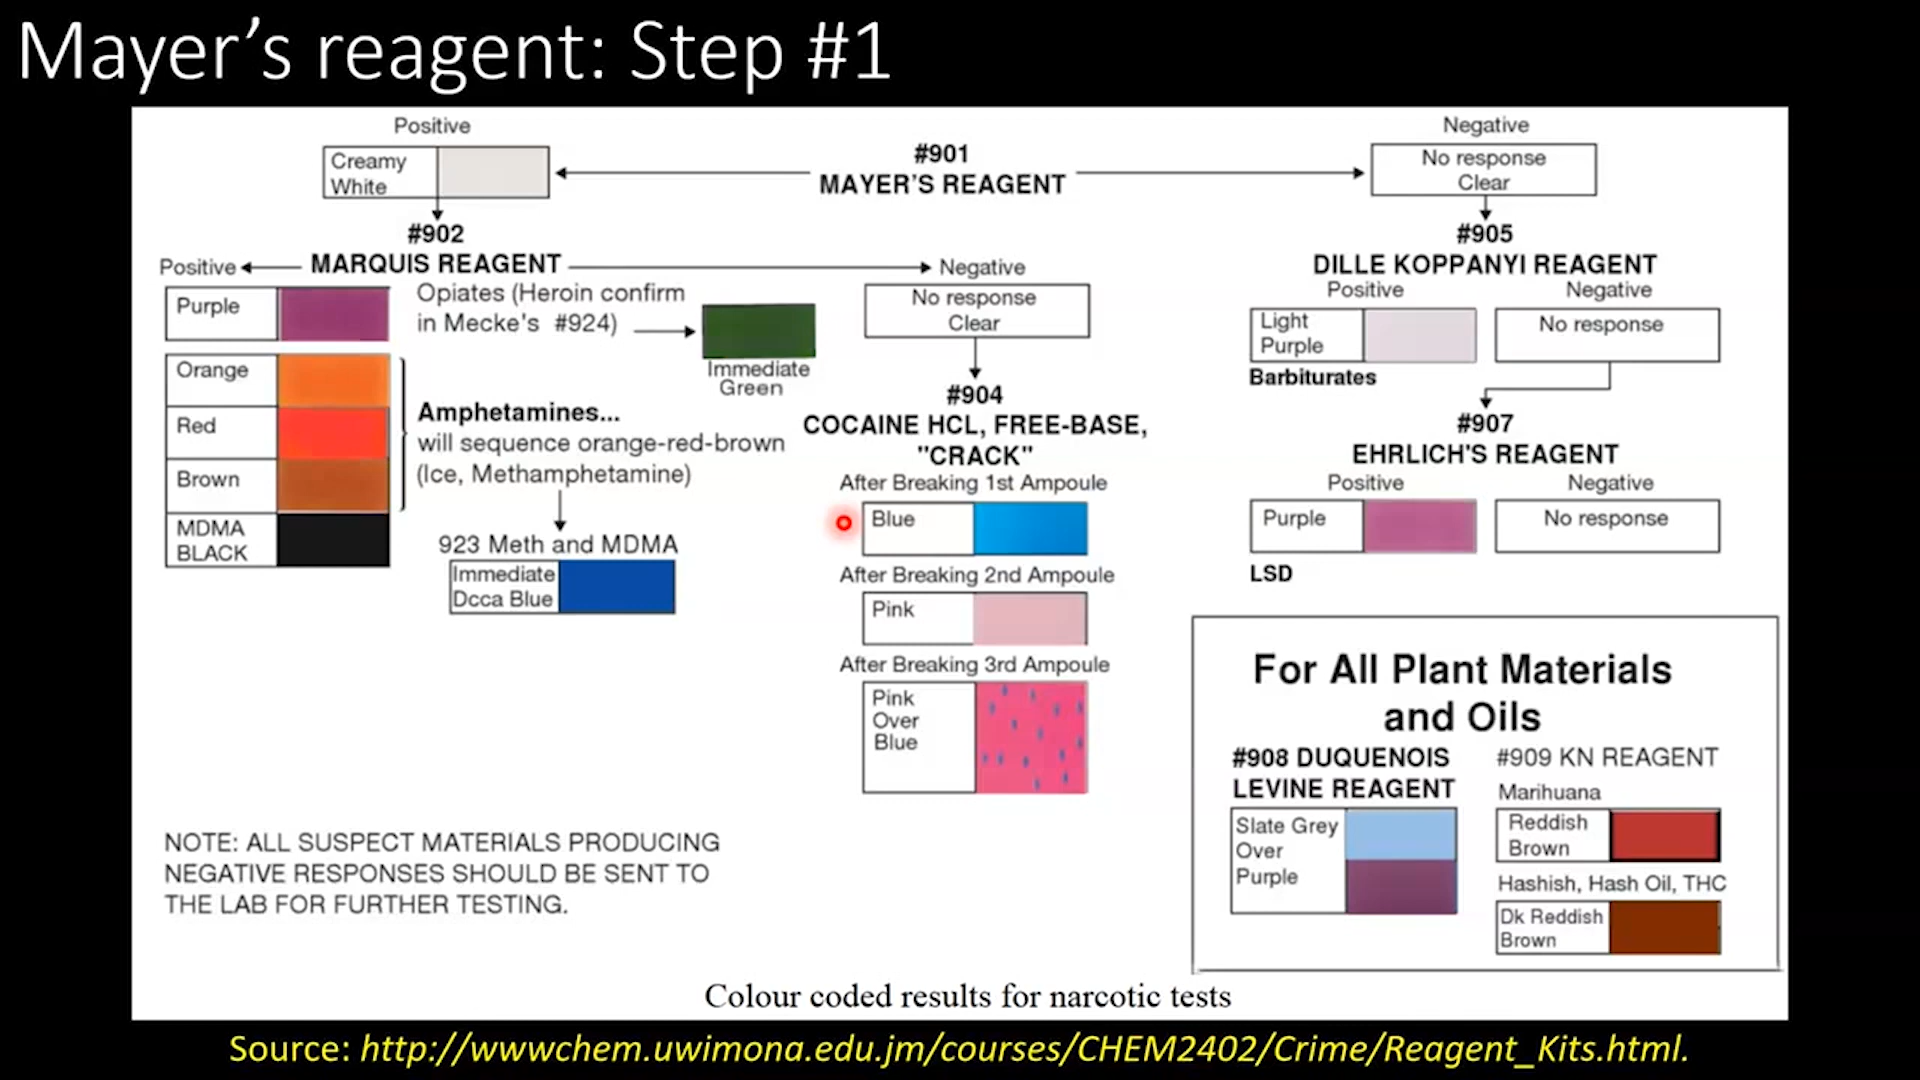 Mayer’s reagent: Step #1
Positive
Creamy
White
#901
MAYER'S REAGENT
Negative
No response
Clear
#902
MARQUIS REAGENT
Positive
Negative
Purple
Opiates (Heroin confirm
in Mecke's #924)
Immediate
Green
Orange
Red
Brown
MDMA
BLACK
Amphetamines...
will sequence orange-red-brown
(Ice, Methamphetamine)
923 Meth and MDMA
Immediate
Dcca Blue
No response
Clear
#904
COCAINE HCL, FREE-BASE,
"CRACK"
After Breaking 1st Ampoule
Blue
After Breaking 2nd Ampoule
Pink
After Breaking 3rd Ampoule
Pink
Over
Blue
#905
DILLE KOPPANYI REAGENT
Positive
Negative
Light
Purple
No response
Barbiturates
#907
EHRLICH'S REAGENT
Positive
Negative
Purple
No response
LSD
For All Plant Materials
and Oils
#908 DUQUENOIS
LEVINE REAGENT
Slate Grey
Over
Purple
#909 KN REAGENT
Marihuana
Reddish
Brown
Hashish, Hash Oil, THC
Dk Reddish
Brown
NOTE: ALL SUSPECT MATERIALS PRODUCING
NEGATIVE RESPONSES SHOULD BE SENT TO
THE LAB FOR FURTHER TESTING.
Colour coded results for narcotic tests
Source: http://wwwchem.uwimona.edu.jm/courses/CHEM2402/Crime/Reagent_Kits.html.